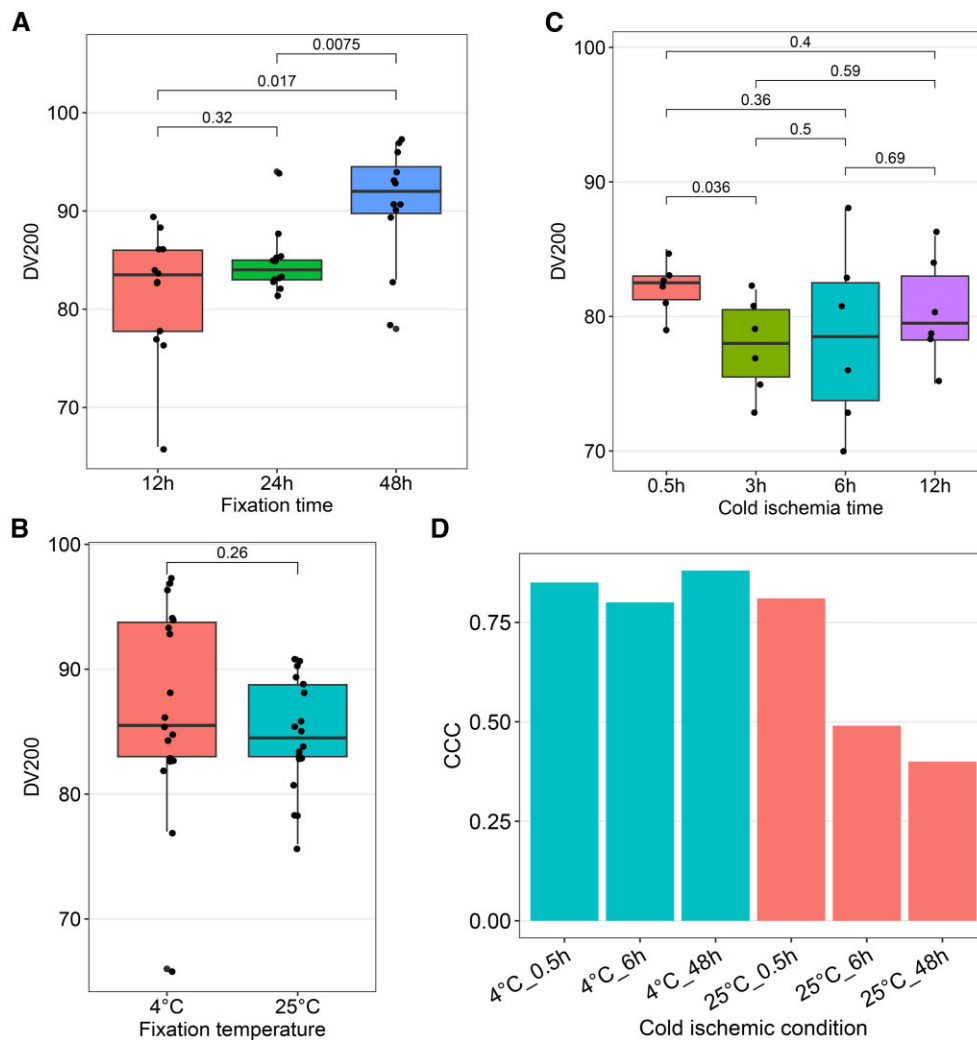 A
0.0075
0.017
0.32
DV200
100
90
80
70
12h 24h 48h
Fixation time
B
0.26
DV200
100
90
80
70
4°C 25°C
Fixation temperature
C
0.4
0.59
0.36
0.5
0.69
0.036
DV200
100
90
80
70
0.5h 3h 6h 12h
Cold ischemia time
D
CCC
0.75
0.50
0.25
0.00
4°C_0.5h 4°C_6h 4°C_48h 25°C_0.5h 25°C_6h 25°C_48h
Cold ischemic condition